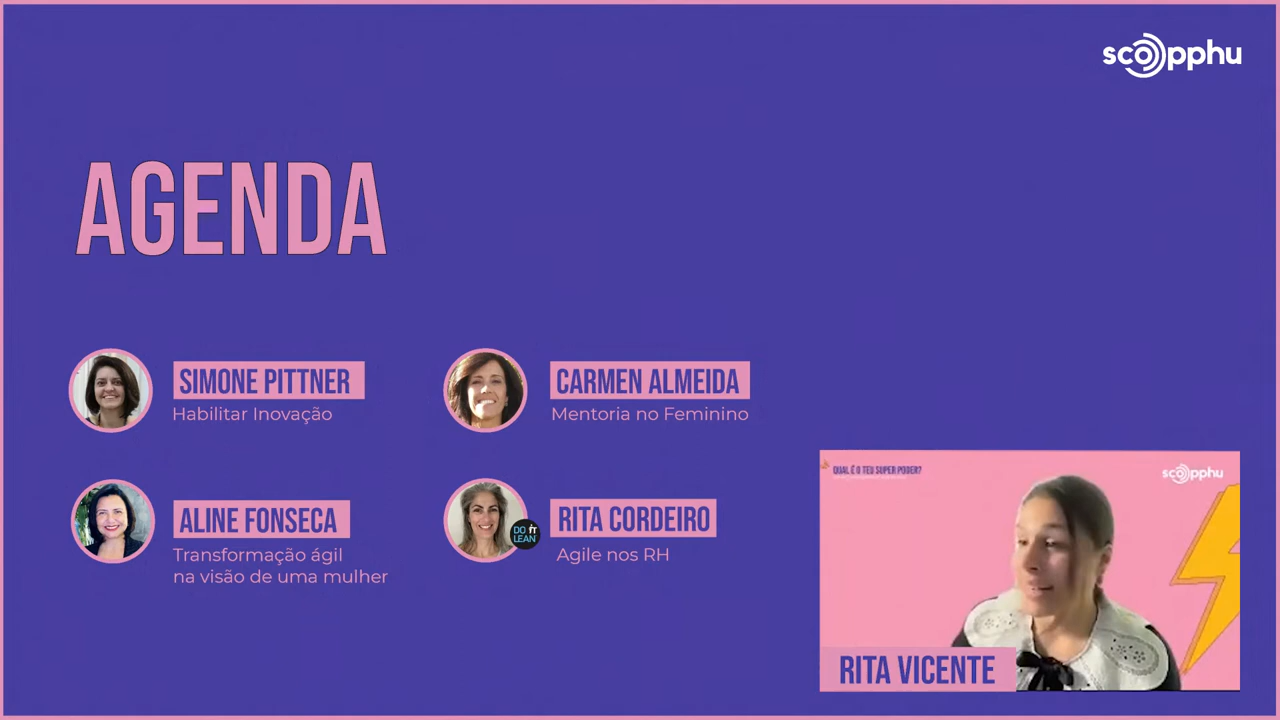 scopphu
AGENDA
SIMONE PITTNER
Habilitar Inovação
CARMEN ALMEIDA
Mentoria no Feminino
ALINE FONSECA
Transformação ágil
na visão de uma mulher
DO iT
LEAN
RITA CORDEIRO
Agile nos RH
QUAL É O TEU SUPER PODER?
scopphu
RITA VICENTE